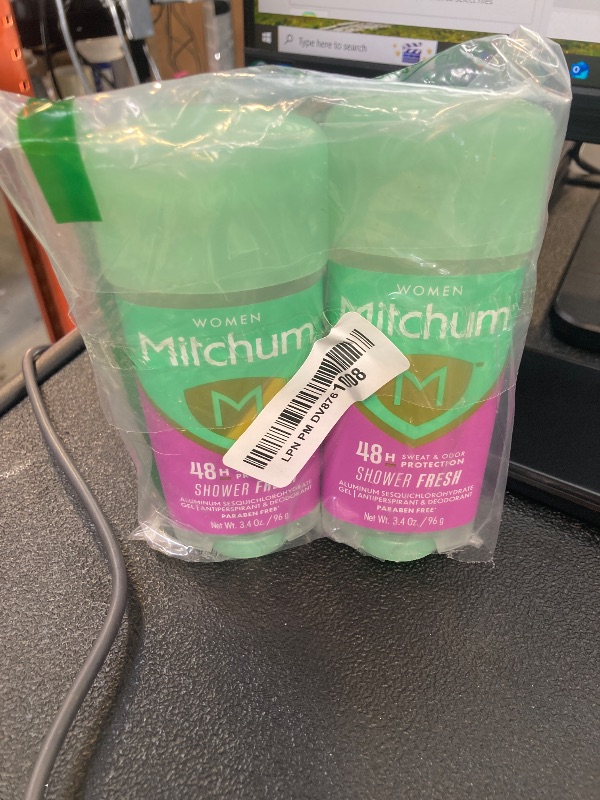 Type here to search
WOMEN
Mitchum
M
48H
SHOWER
ALUMINUM SESQUICHLOROHYDRATE
GEL | ANTIPERSPIRANT & DEODORANT
PARABEN FREE*
Net Wt. 3.4 Oz. / 96 g
LPN PM DV876 1008
WOMEN
Mitchum
M
48H SWEAT & ODOR
PROTECTION
SHOWER FRESH
ALUMINUM SESQUICHLOROHYDRATE
GEL | ANTIPERSPIRANT & DEODORANT
PARABEN FREE*
Net Wt. 3.4 Oz. / 96 g